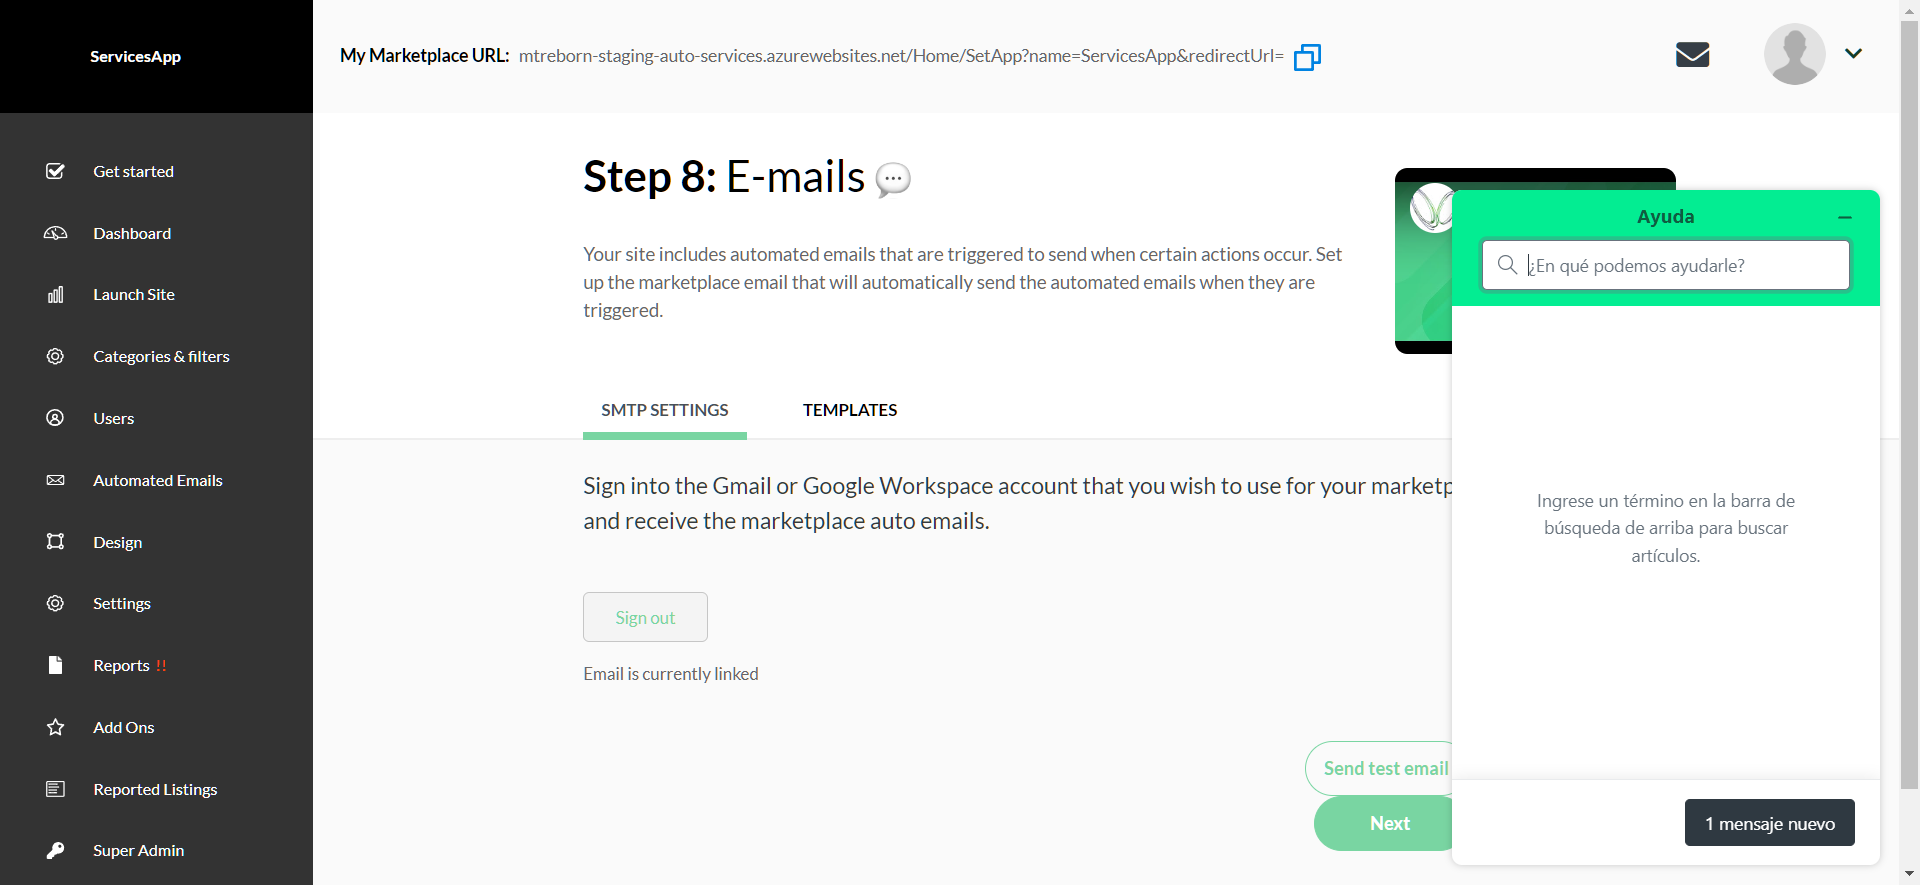 ServicesApp
My Marketplace URL: mtreborn-staging-auto-services.azurewebsites.net/Home/SetApp?name=ServicesApp&redirectUrl=
Get started
Dashboard
Launch Site
Categories & filters
Users
Automated Emails
Design
Settings
Reports !!
Add Ons
Reported Listings
Super Admin
Step 8: E-mails
Your site includes automated emails that are triggered to send when certain actions occur. Set
up the marketplace email that will automatically send the automated emails when they are
triggered.
SMTP SETTINGS TEMPLATES
Sign into the Gmail or Google Workspace account that you wish to use for your marketp
and receive the marketplace auto emails.
Sign out
Email is currently linked
Send test email
Next
Ayuda
¿En qué podemos ayudarle?
Ingrese un término en la barra de
búsqueda de arriba para buscar
artículos.
1 mensaje nuevo